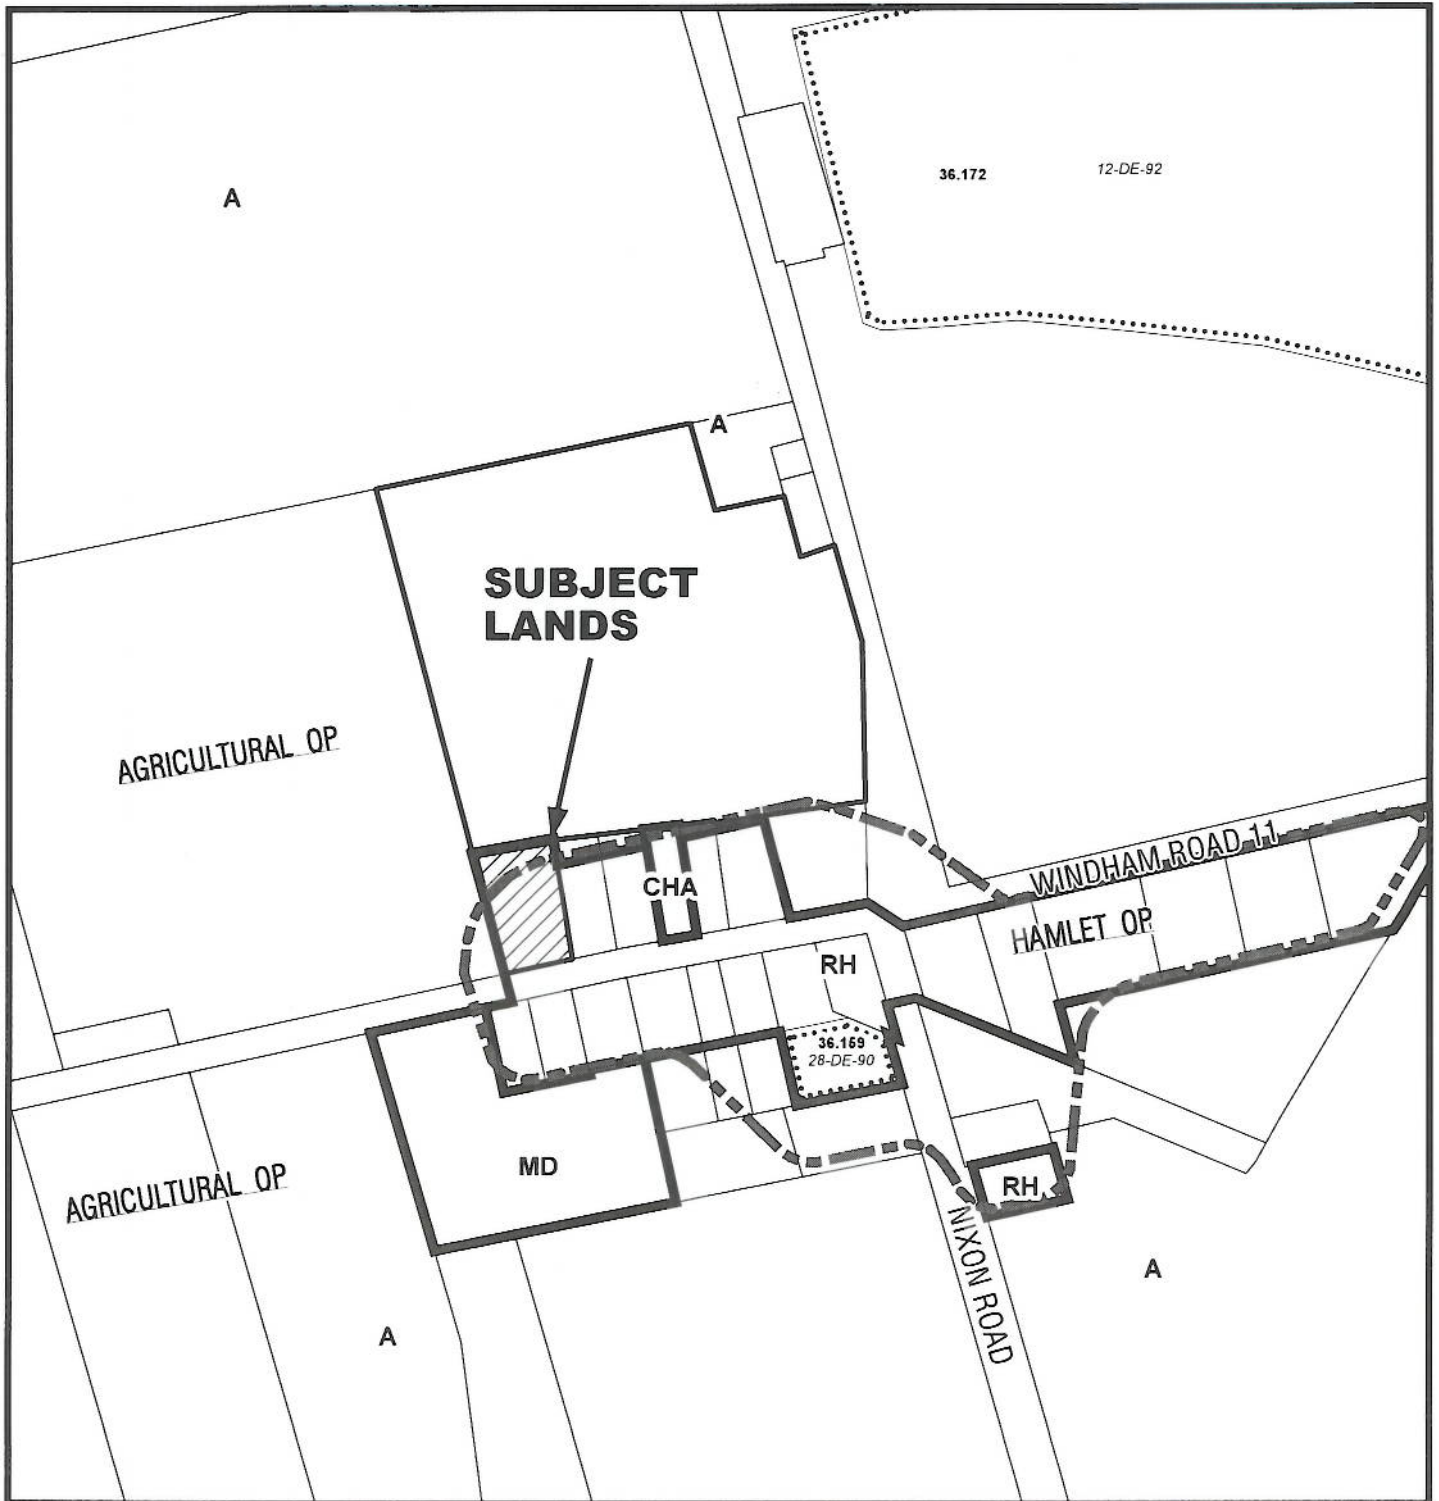 A
36.172
12-DE-92
A
SUBJECT
LANDS
AGRICULTURAL OP
WINDHAM ROAD 11
CHA
HAMLET OP
RH
36.159
28-DE-90
MD
AGRICULTURAL OP
RH
NIXON ROAD
A
A